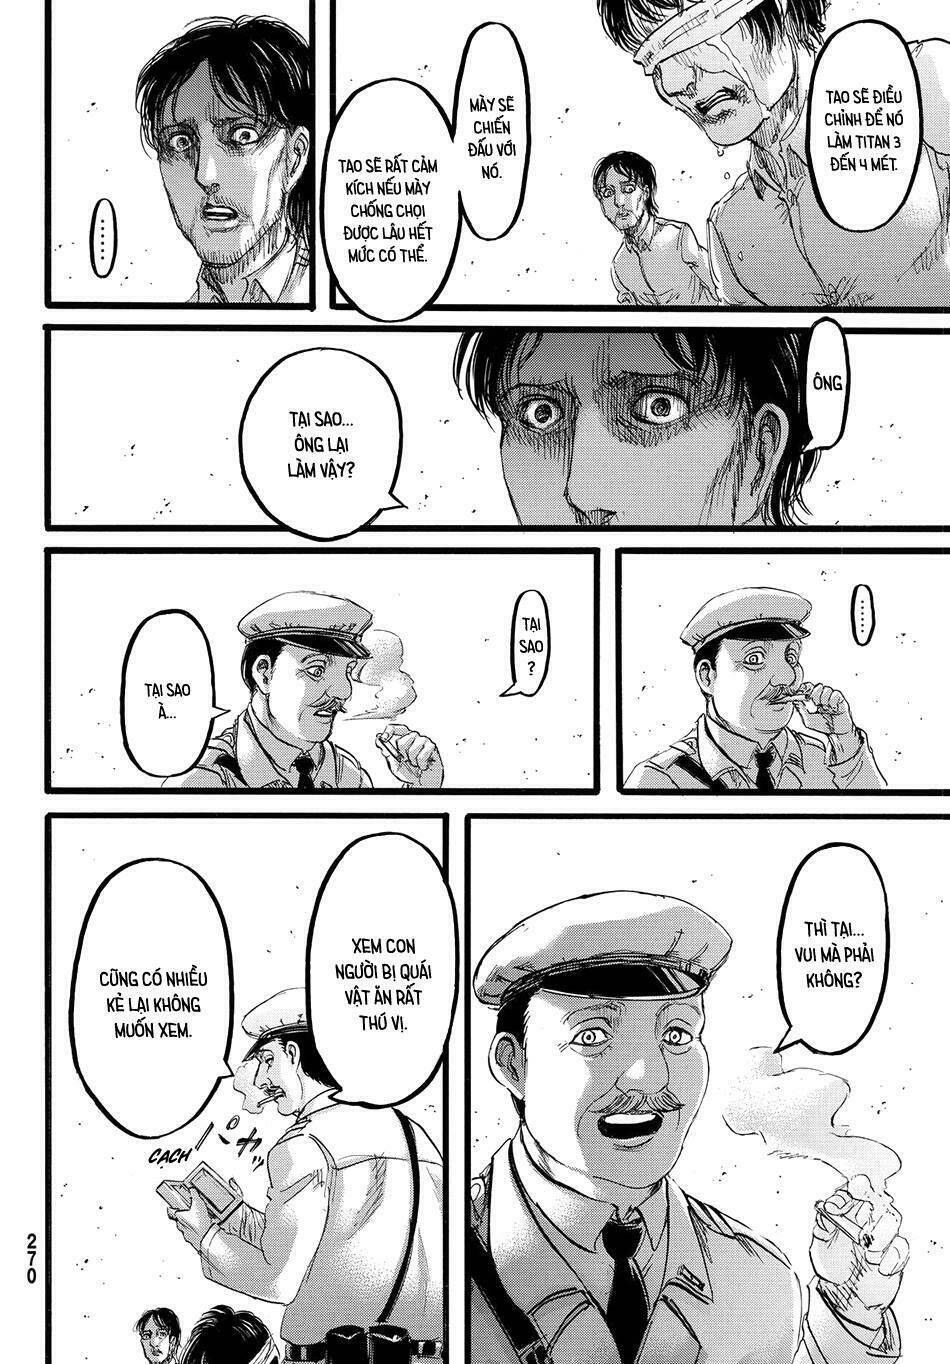 TAO SẼ ĐIỀU
CHỈNH ĐỂ NÓ
LÀM TITAN 3
ĐẾN 4 MÉT.
MÀY SẼ
CHIẾN
ĐẤU VỚI
NÓ.
TAO SẼ RẤT CẢM
KÍCH NẾU MÀY
CHỐNG CHỌI
ĐƯỢC LÂU HẾT
MỨC CÓ THỂ.
.......
ÔNG
TẠI SAO...
ÔNG LẠI
LÀM VẬY?
......
TẠI
SAO
?
TẠI SAO
À...
THÌ TẠI...
VUI MÀ PHẢI
KHÔNG?
XEM CON
NGƯỜI BỊ QUÁI
VẬT ĂN RẤT
THÚ VỊ.
CŨNG CÓ NHIỀU
KẺ LẠI KHÔNG
MUỐN XEM.
CẠCH
パカッ
270